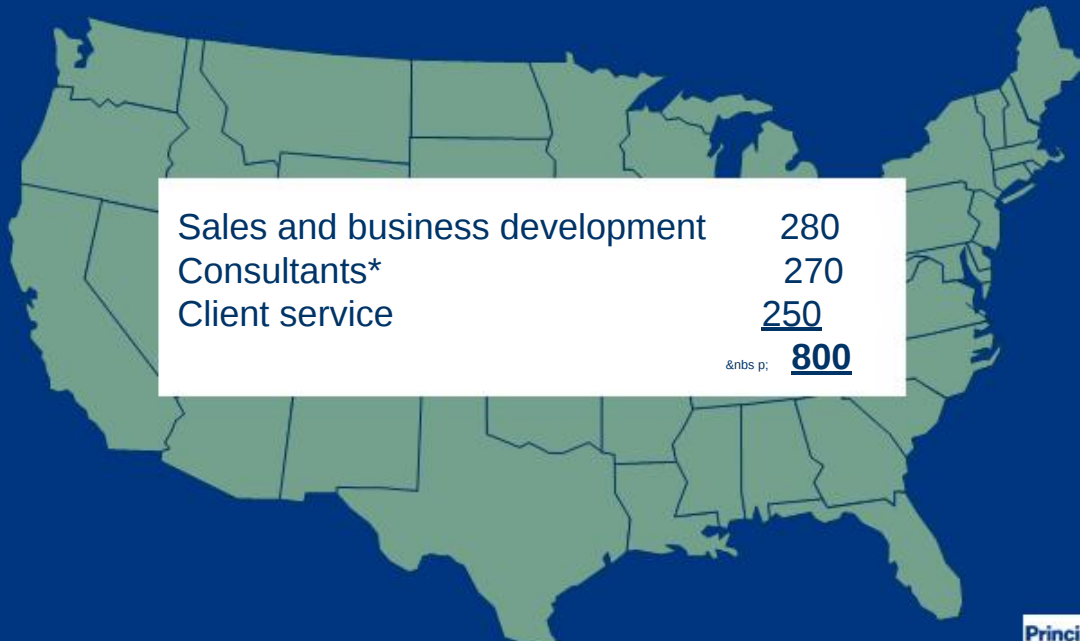 Sales and business development 280
Consultants* 270
Client service 250
&nbs p; 800
Princi